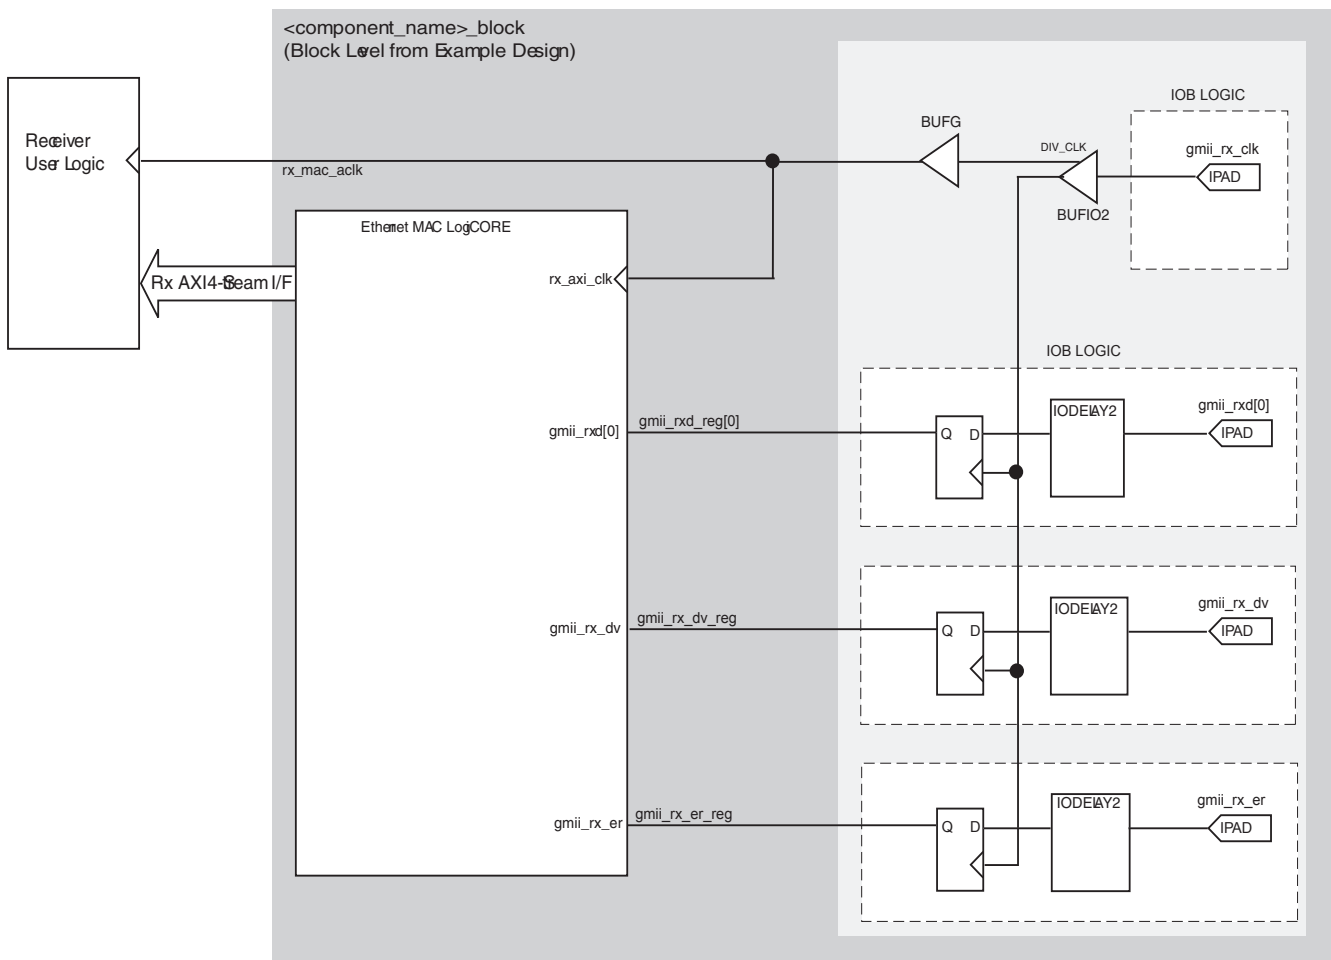 <component_name>_block
(Block Level from Example Design)
IOB LOGIC
BUFG
Receiver
User Logic
DIV_CLK
gmii_rx_clk
IPAD
rx_mac_aclk
BUFIO2
Ethernet MAC LogiCORE
Rx AXI4-Stream I/F
rx_axi_clk
IOB LOGIC
gmii_rxd[0]
gmii_rxd_reg[0]
Q D
IODELAY2
gmii_rxd[0]
IPAD
gmii_rx_dv
gmii_rx_dv_reg
Q D
IODELAY2
gmii_rx_dv
IPAD
gmii_rx_er
gmii_rx_er_reg
Q D
IODELAY2
gmii_rx_er
IPAD